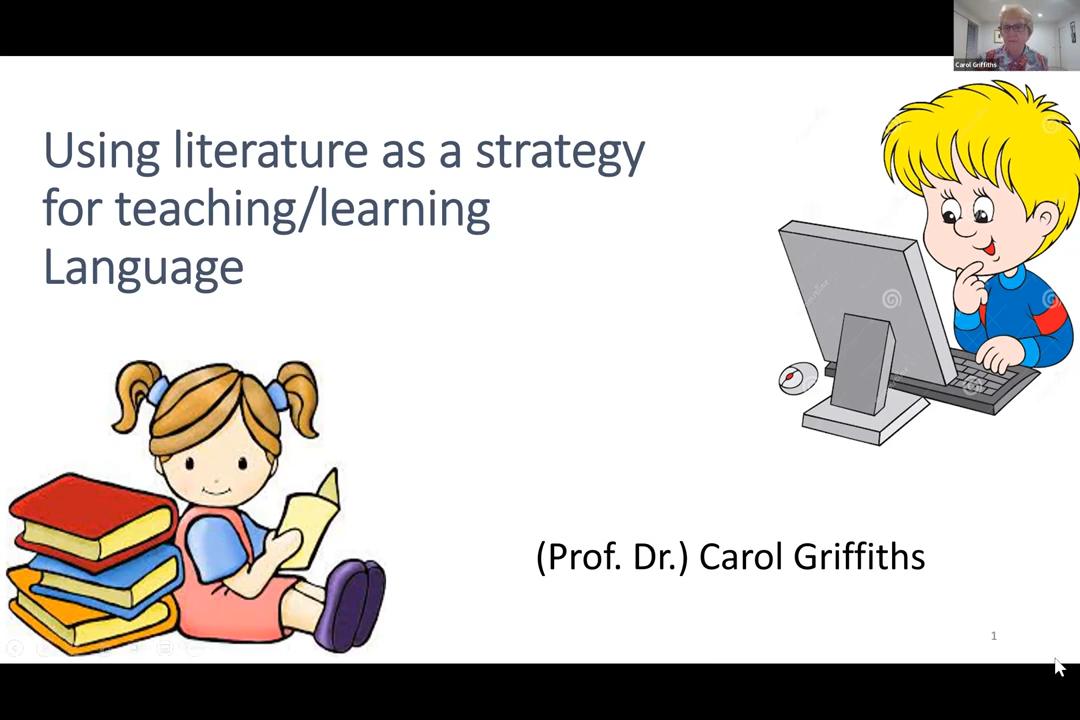 Carol Griffiths
Using literature as a strategy
for teaching/learning
Language
(Prof. Dr.) Carol Griffiths
1